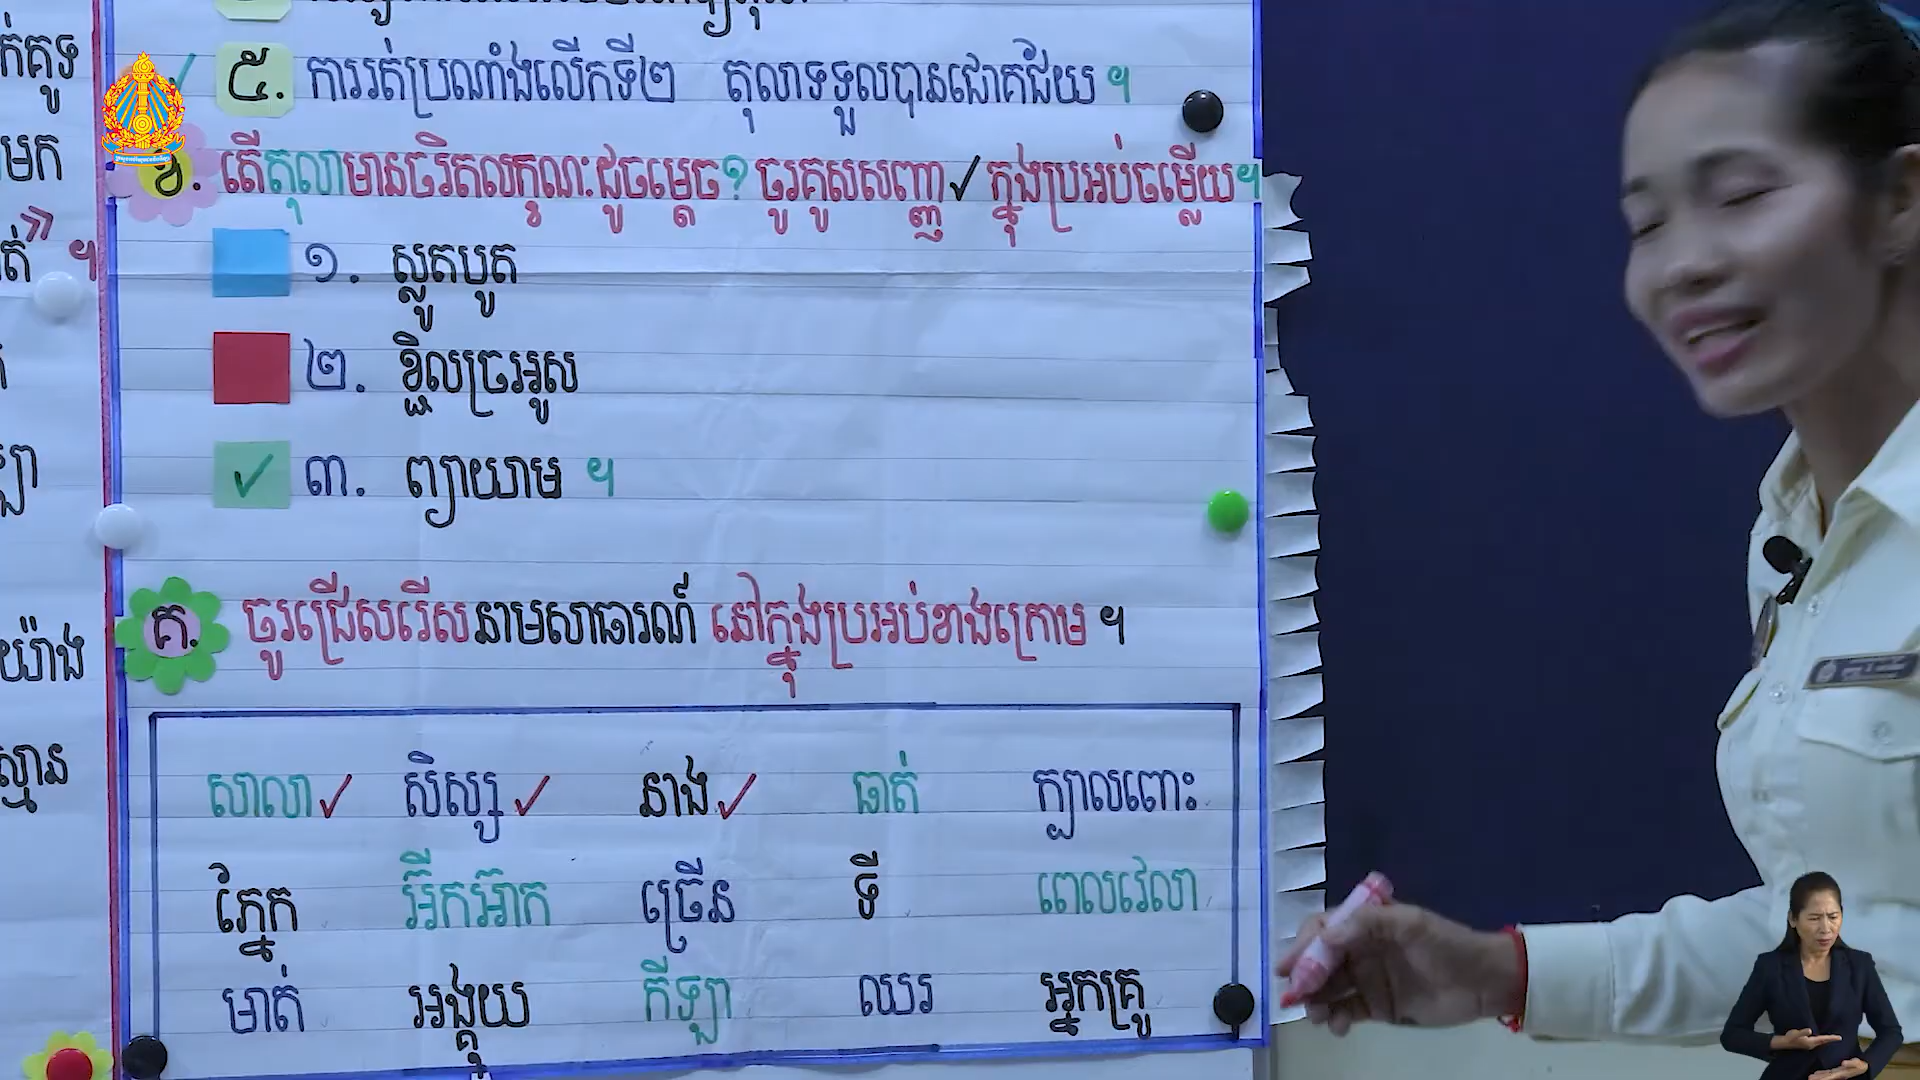 ៥. ការរត់ប្រណាំងលើកទី២ តុលាទទួលបានជោគជ័យ ។
ខ. តើតុលាមានចរិតលក្ខណៈដូចម្ដេច? ចូរគូសសញ្ញា ✓ ក្នុងប្រអប់ចម្លើយ។
១. ស្លូតបូត
២. ខ្ជិលច្រអូស
✓ ៣. ព្យាយាម ។
គ. ចូរជ្រើសរើសនាមសាធារណ៍ នៅក្នុងប្រអប់ខាងក្រោម ។
សាលា ✓ សិស្ស ✓ នាង ✓ ធាត់ ក្បាលពោះ
ភ្នែក អ៊ឹកអ៊ាក ច្រើន ទី ពេលវេលា
មាត់ អង្គុយ កីឡា ឈរ អ្នកគ្រូ